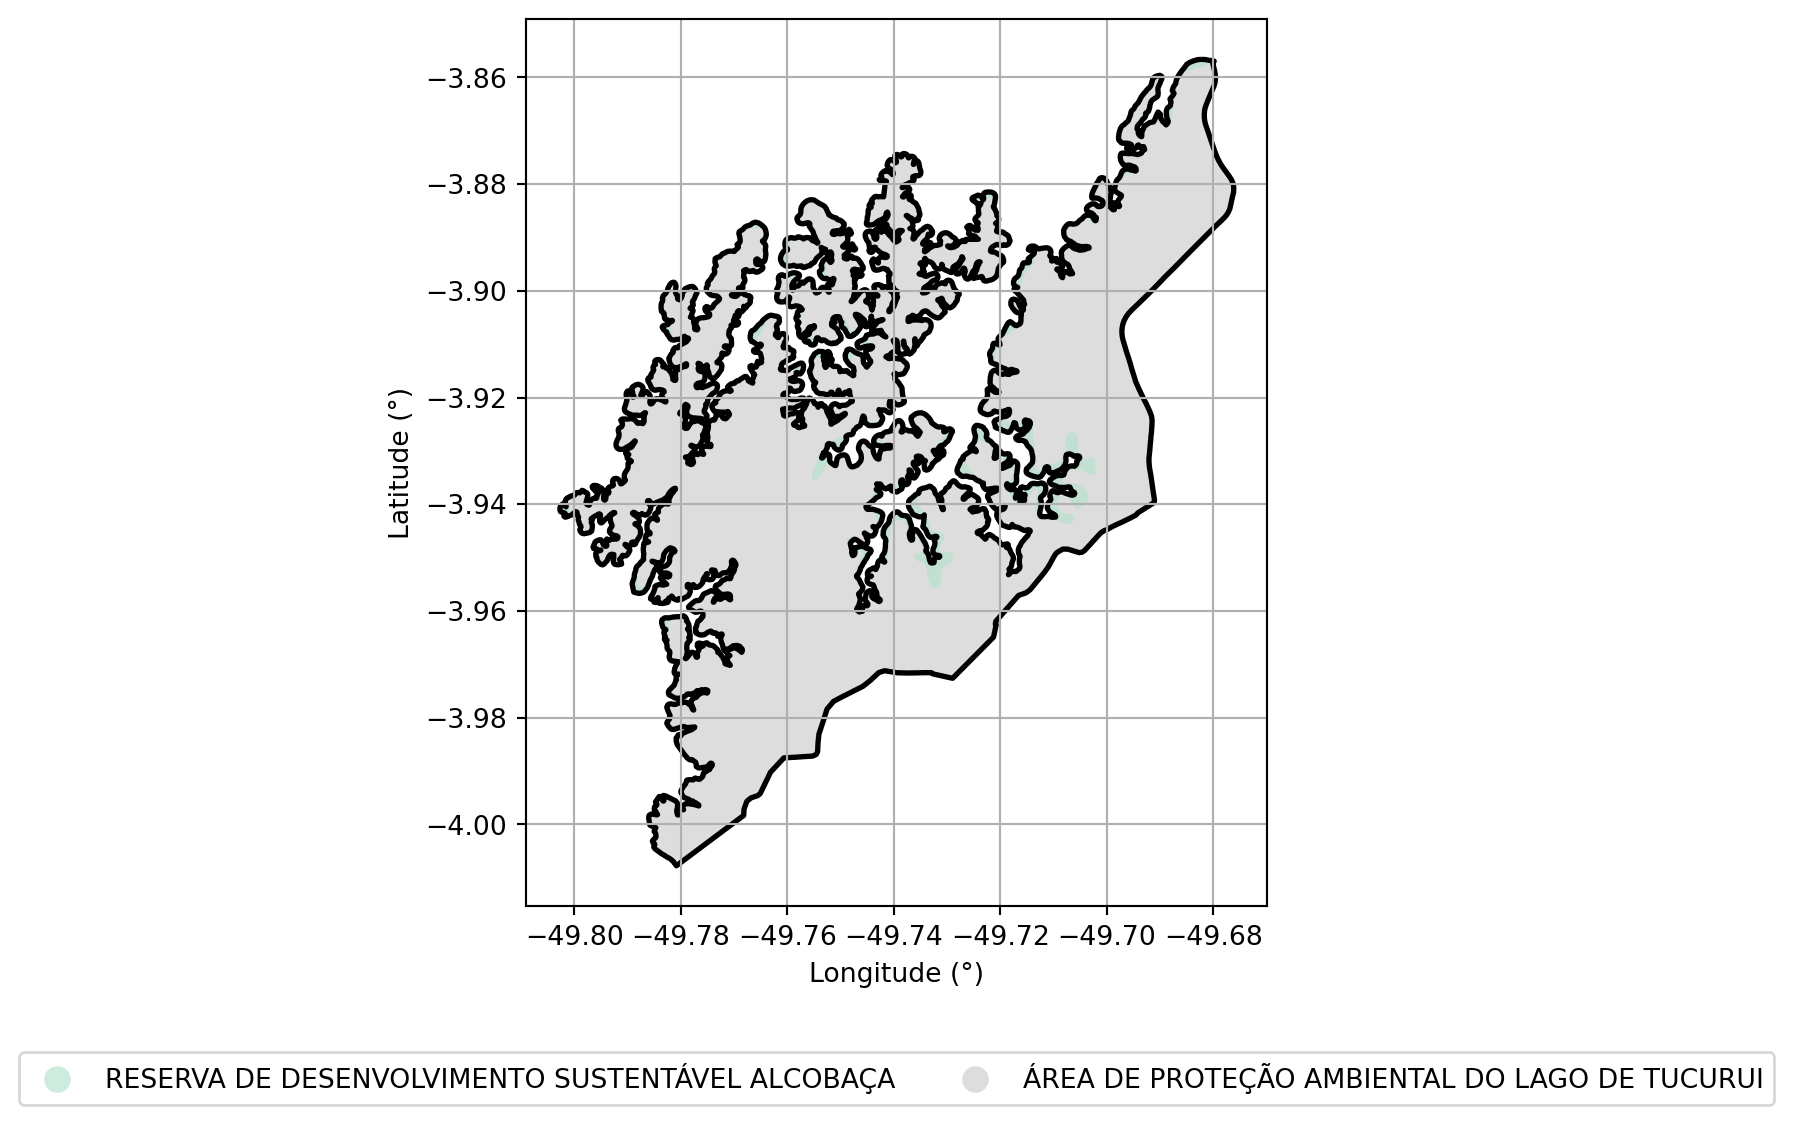 −3.86
−3.88
−3.90
−3.92
−3.94
−3.96
−3.98
−4.00
Latitude (°)
−49.80 −49.78 −49.76 −49.74 −49.72 −49.70 −49.68
Longitude (°)
RESERVA DE DESENVOLVIMENTO SUSTENTÁVEL ALCOBAÇA ÁREA DE PROTEÇÃO AMBIENTAL DO LAGO DE TUCURUI